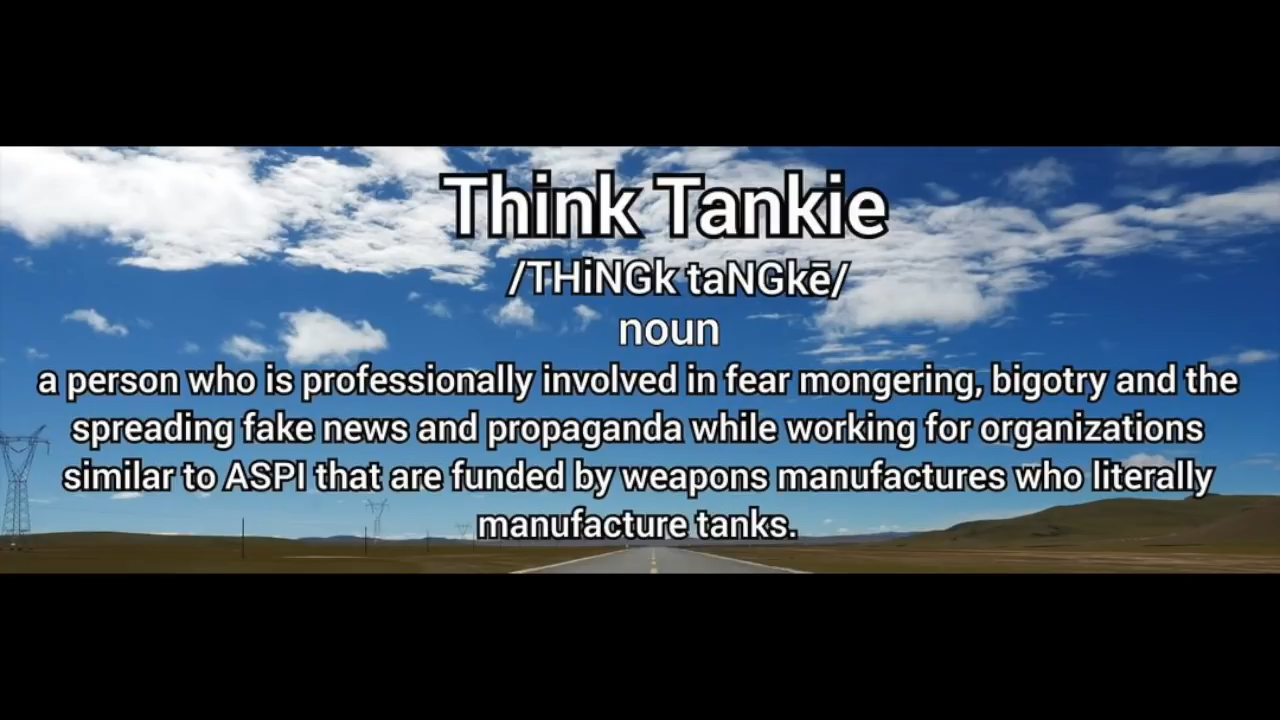 Think Tankie
/THiNGk taNGkē/
noun
a person who is professionally involved in fear mongering, bigotry and the
spreading fake news and propaganda while working for organizations
similar to ASPI that are funded by weapons manufactures who literally
manufacture tanks.